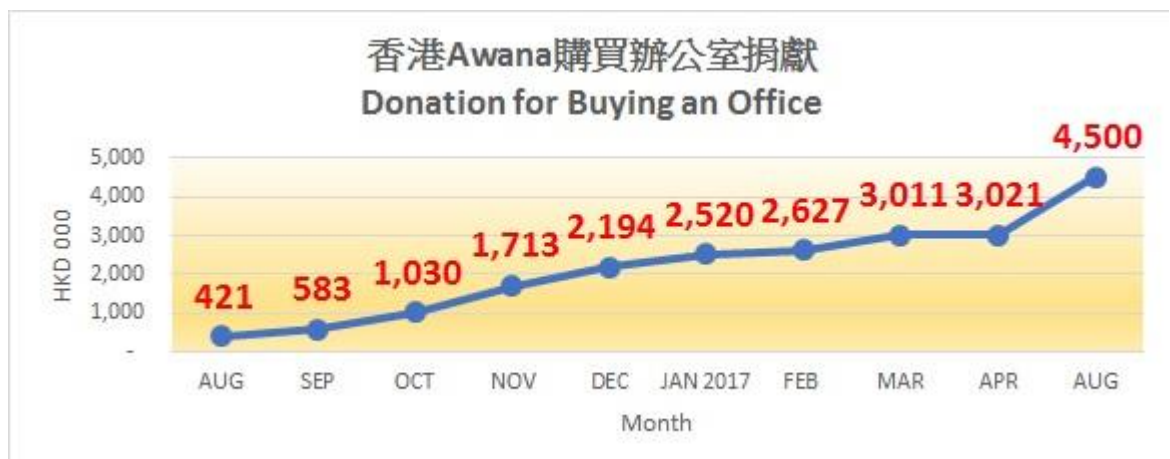 香港Awana購買辦公室捐獻
Donation for Buying an Office
4,500
5,000
4,000
3,011
3,021
2,520
2,627
3,000
2,194
HKD 000
1,713
2,000
1,030
583
421
1,000
-
AUG
SEP
OCT
NOV
DEC
JAN 2017
FEB
MAR
APR
AUG
Month